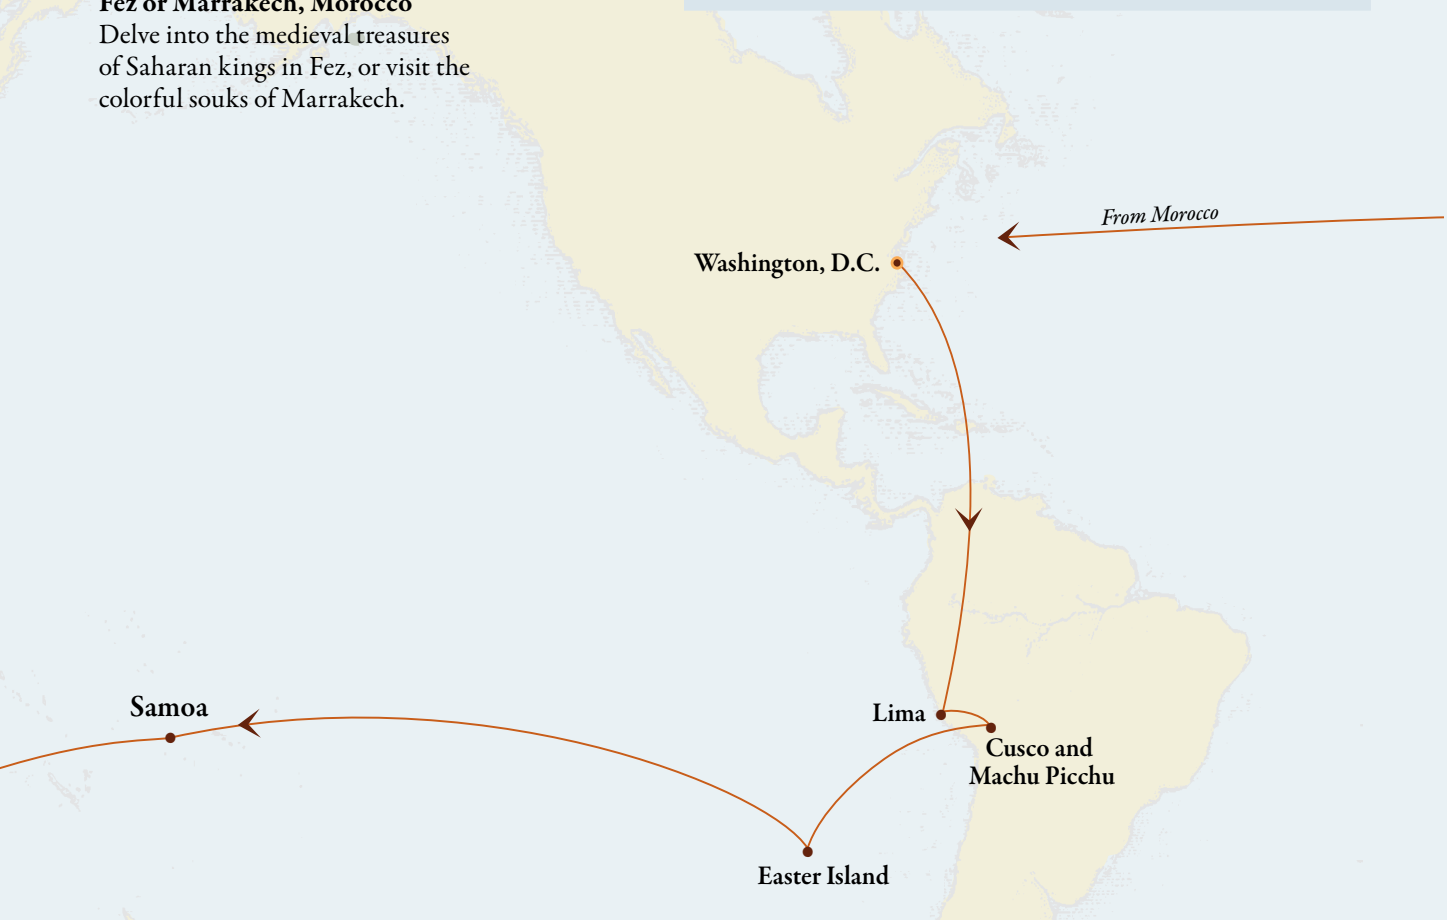 Fez or Marrakech, Morocco
Delve into the medieval treasures
of Saharan kings in Fez, or visit the
colorful souks of Marrakech.
From Morocco
Washington, D.C.
Samoa
Lima
Cusco and
Machu Picchu
Easter Island